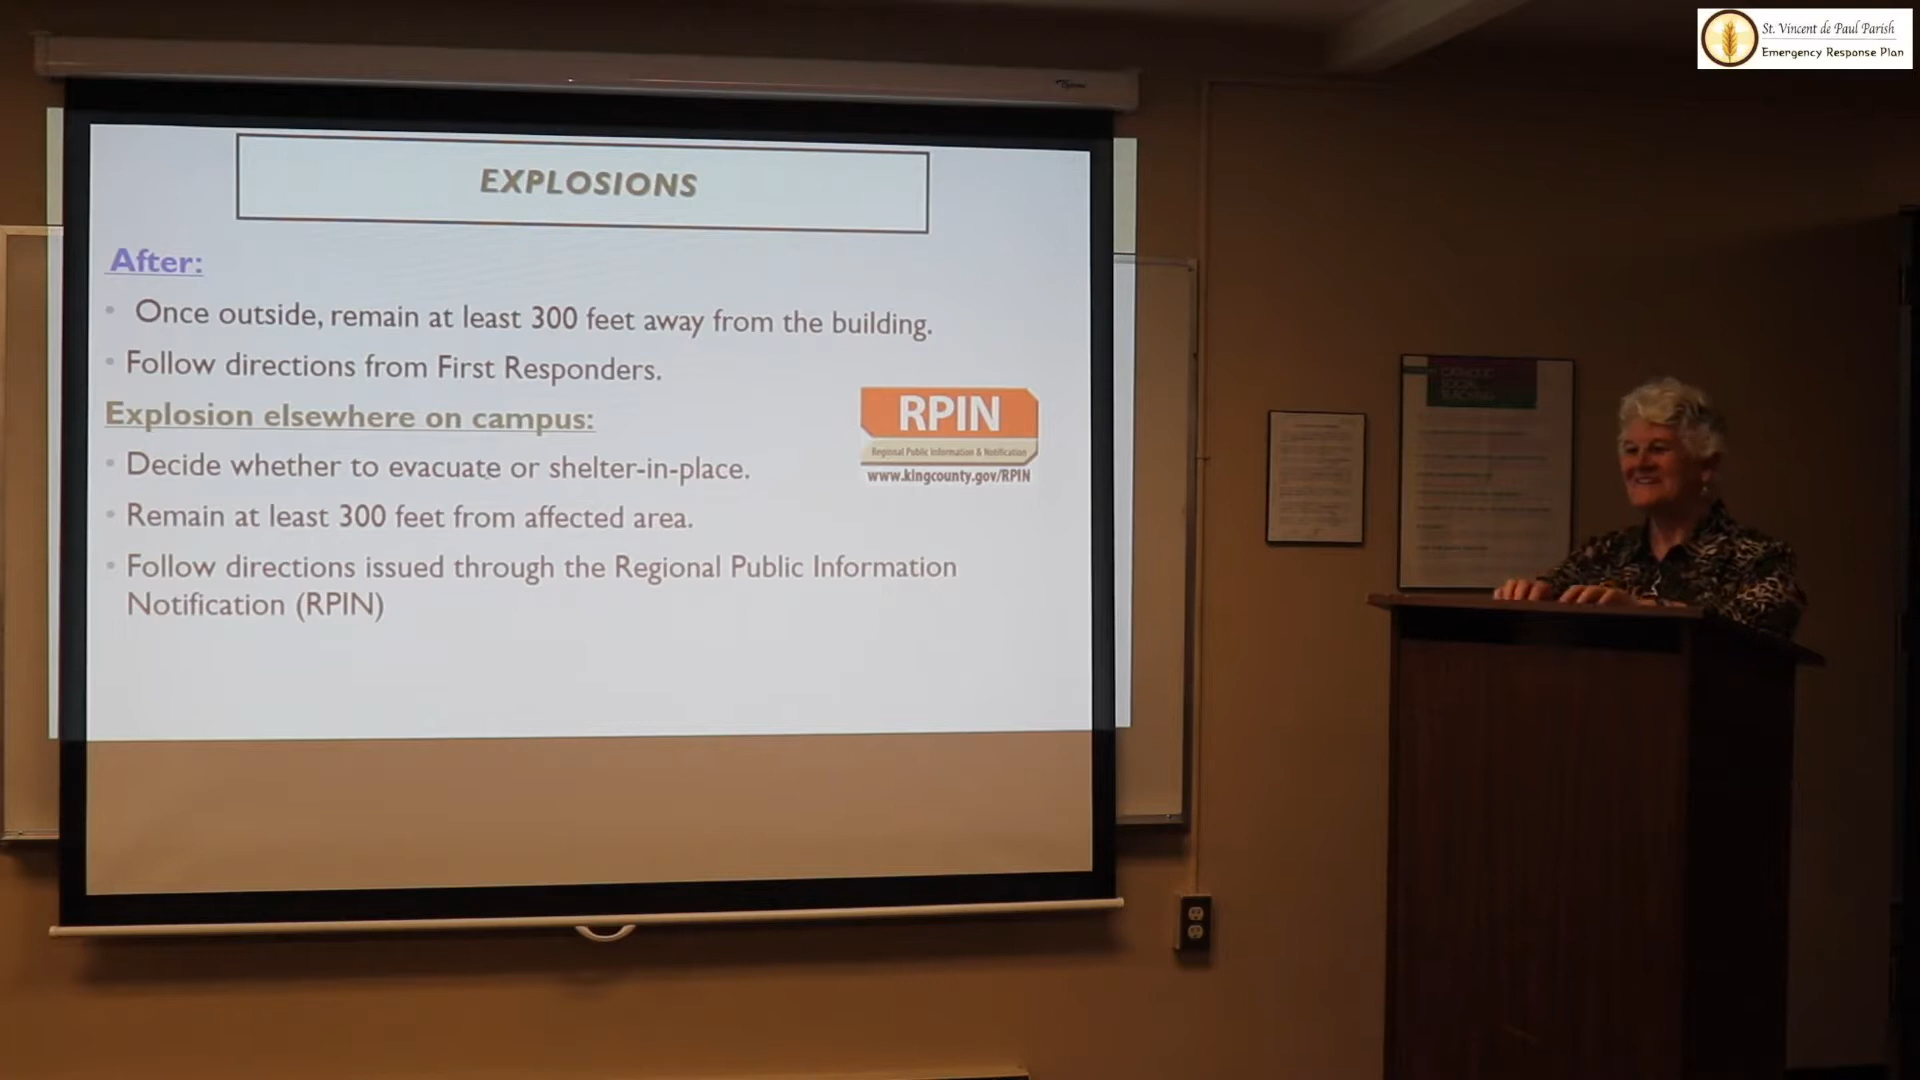 St. Vincent de Paul Parish
Emergency Response Plan
EXPLOSIONS
After:
Once outside, remain at least 300 feet away from the building.
Follow directions from First Responders.
Explosion elsewhere on campus:
RPIN
Regional Public Information & Notification
www.kingcounty.gov/RPIN
Decide whether to evacuate or shelter-in-place.
Remain at least 300 feet from affected area.
Follow directions issued through the Regional Public Information
Notification (RPIN)
CATHOLIC
SOCIAL
TEACHING